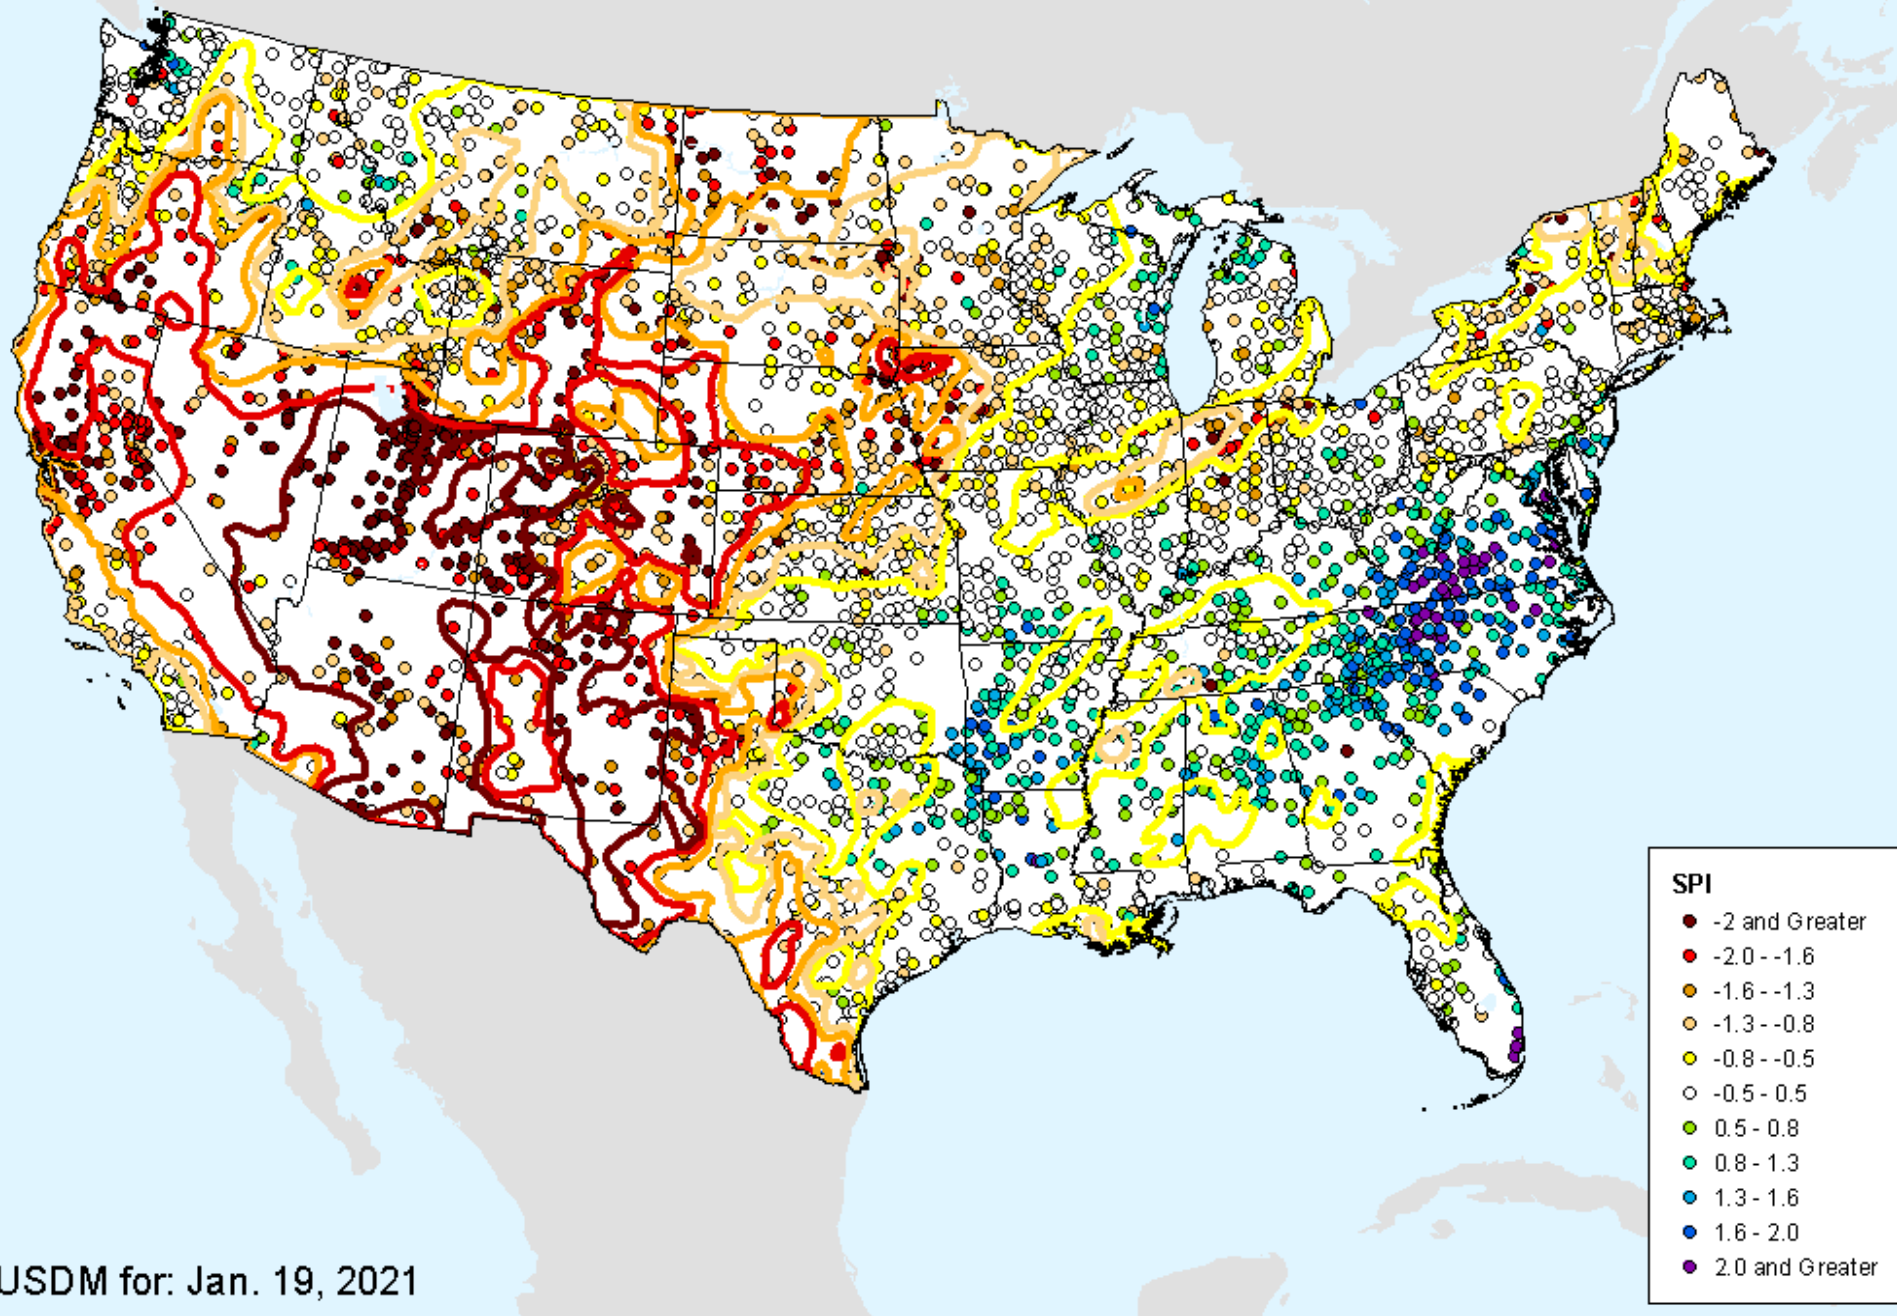 SPI
-2 and Greater
-2.0 - -1.6
-1.6 - -1.3
-1.3 - -0.8
-0.8 - -0.5
-0.5 - 0.5
0.5 - 0.8
0.8 - 1.3
1.3 - 1.6
1.6 - 2.0
2.0 and Greater
USDM for: Jan. 19, 2021